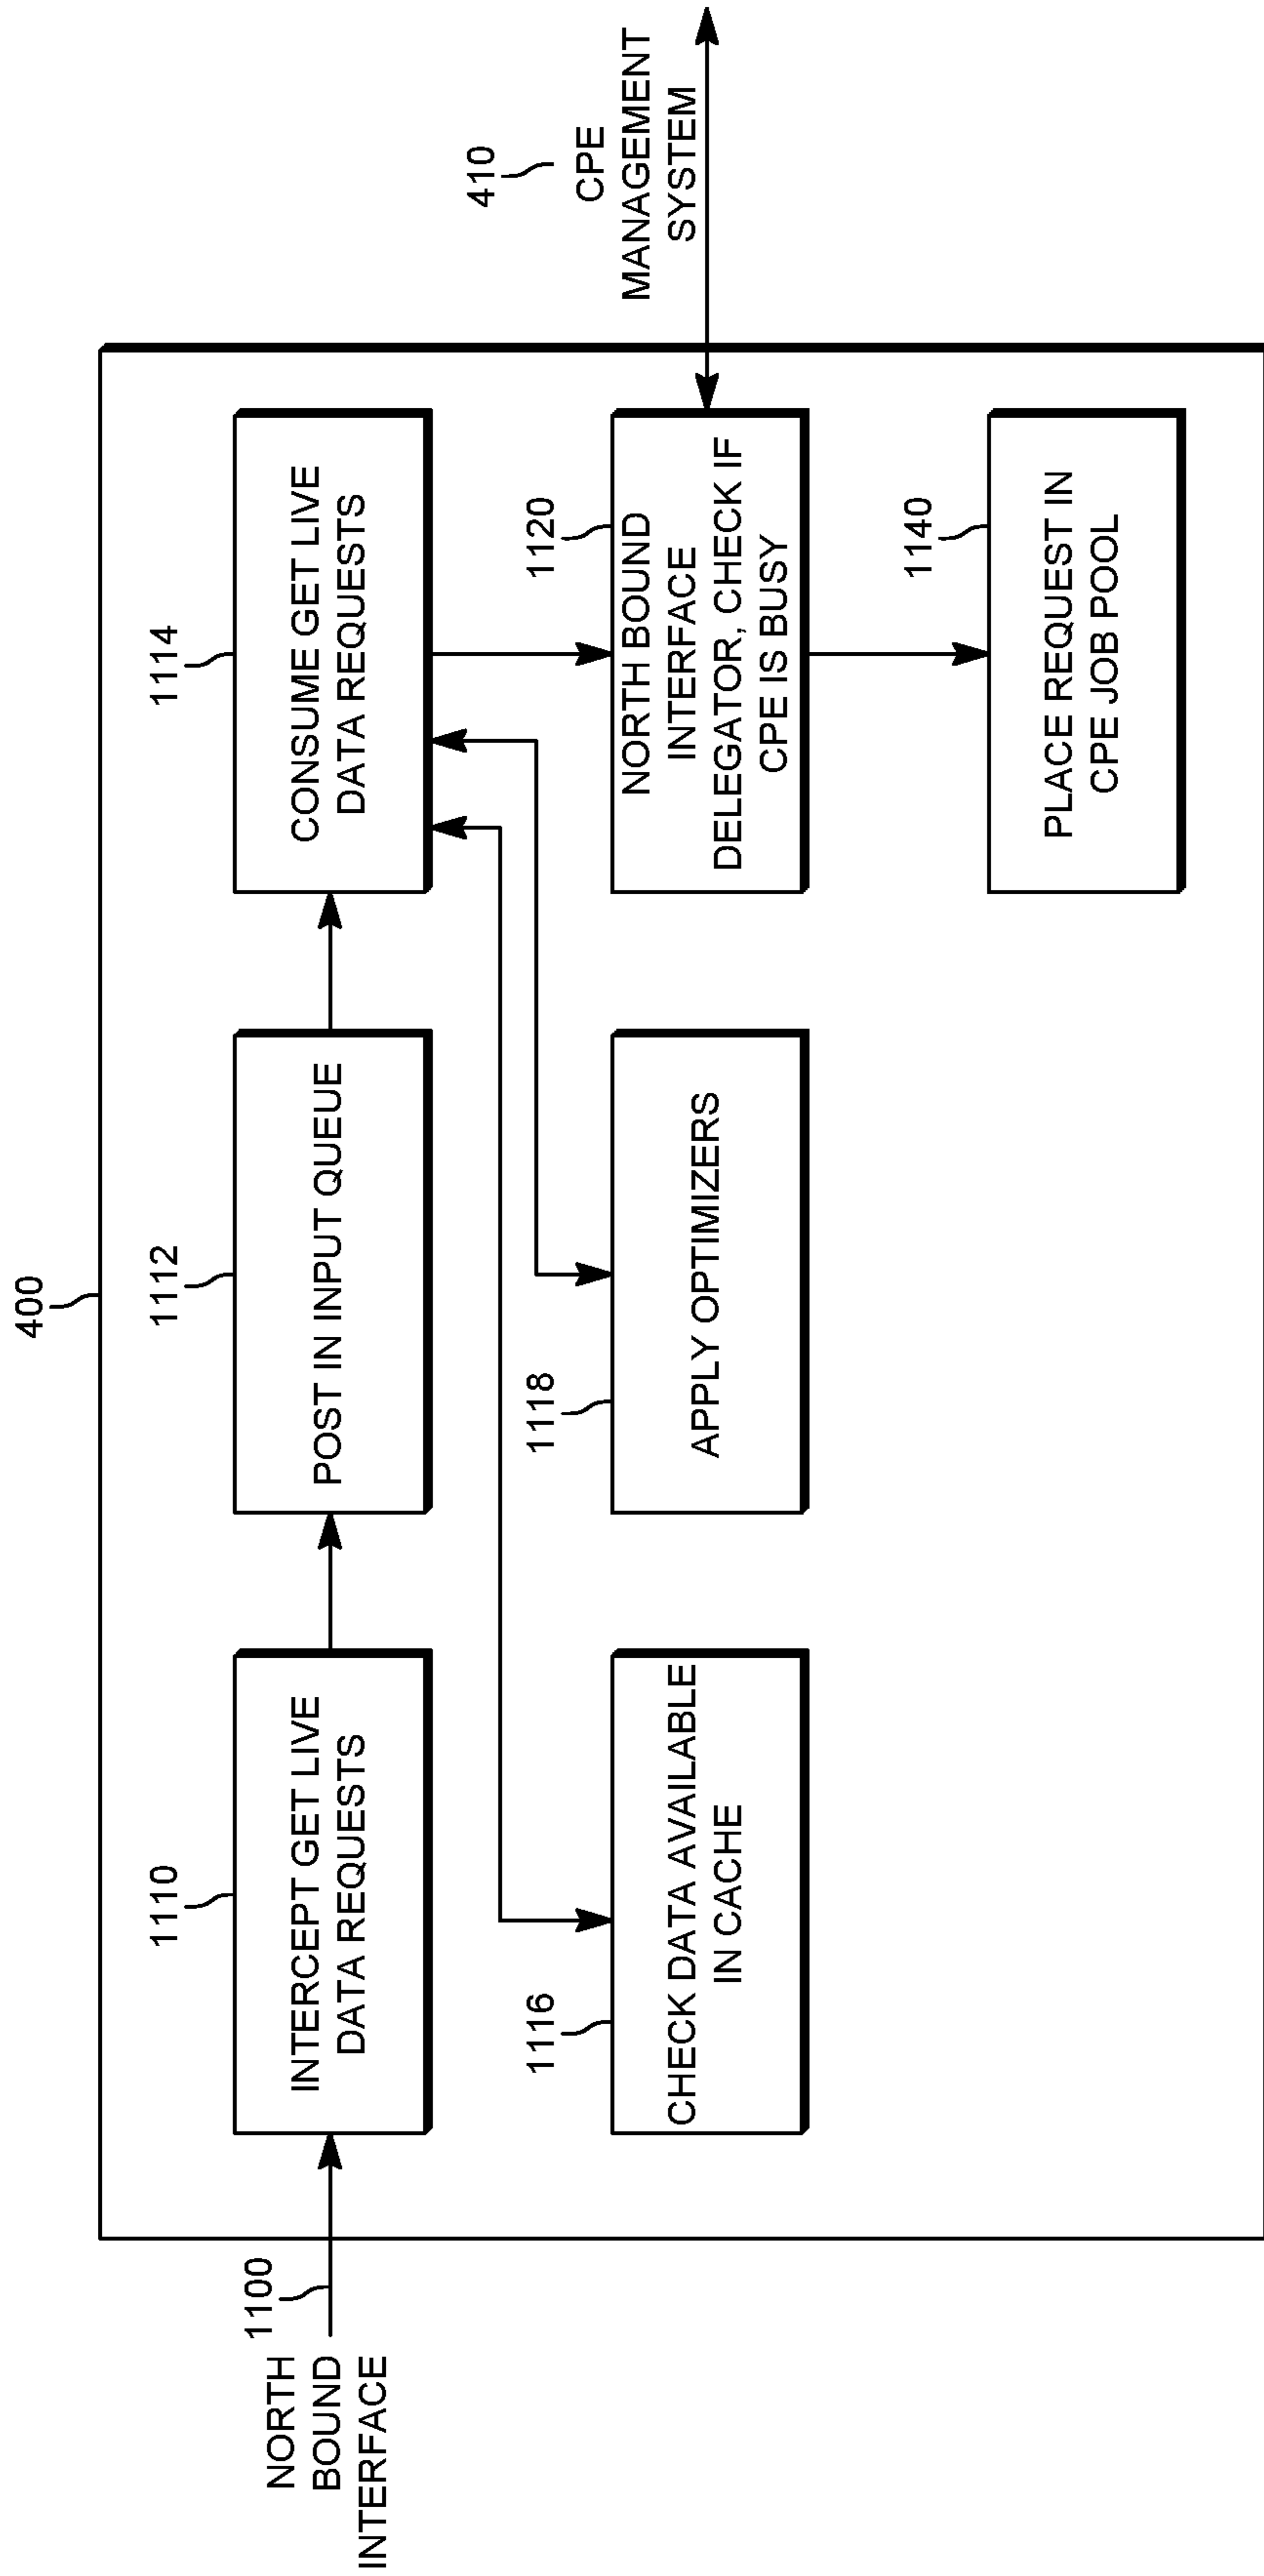 400
1110
INTERCEPT GET LIVE
DATA REQUESTS
1112
POST IN INPUT QUEUE
1114
CONSUME GET LIVE
DATA REQUESTS
1100
NORTH
BOUND
INTERFACE
1116
CHECK DATA AVAILABLE
IN CACHE
1118
APPLY OPTIMIZERS
1120
NORTH BOUND
INTERFACE
DELEGATOR, CHECK IF
CPE IS BUSY
410
CPE
MANAGEMENT
SYSTEM
1140
PLACE REQUEST IN
CPE JOB POOL